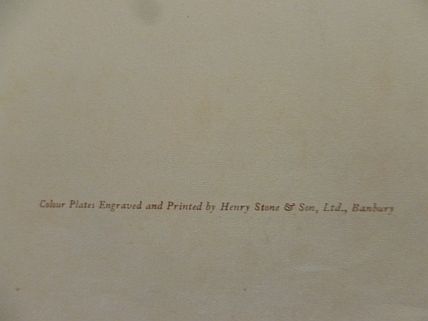 Colour Plates Engraved and Printed by Henry Stone & Son, Ltd., Banbury